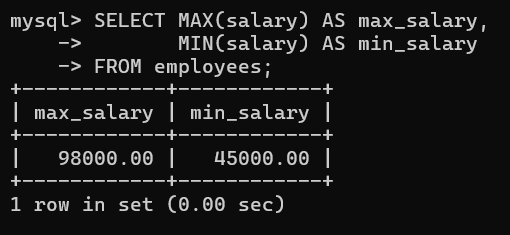 mysql> SELECT MAX(salary) AS max_salary,
    ->        MIN(salary) AS min_salary
    -> FROM employees;
+------------+------------+
| max_salary | min_salary |
+------------+------------+
|   98000.00 |   45000.00 |
+------------+------------+
1 row in set (0.00 sec)